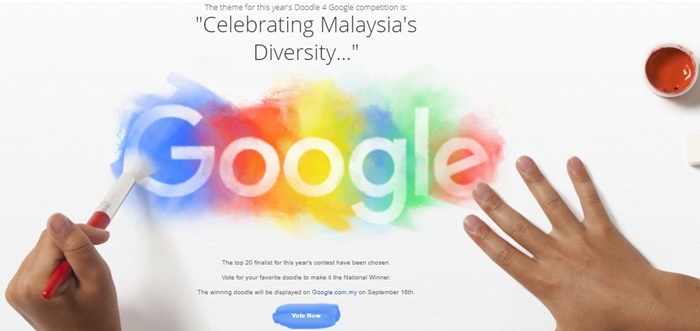 The theme for this year's Doodle 4 Google competition is:
"Celebrating Malaysia's
Diversity..."
Google
The top 20 finalist for this year's contest have been chosen.
Vote for your favorite doodle to make it the National Winner.
The winning doodle will be displayed on Google.com.my on September 16th.
Vote Now